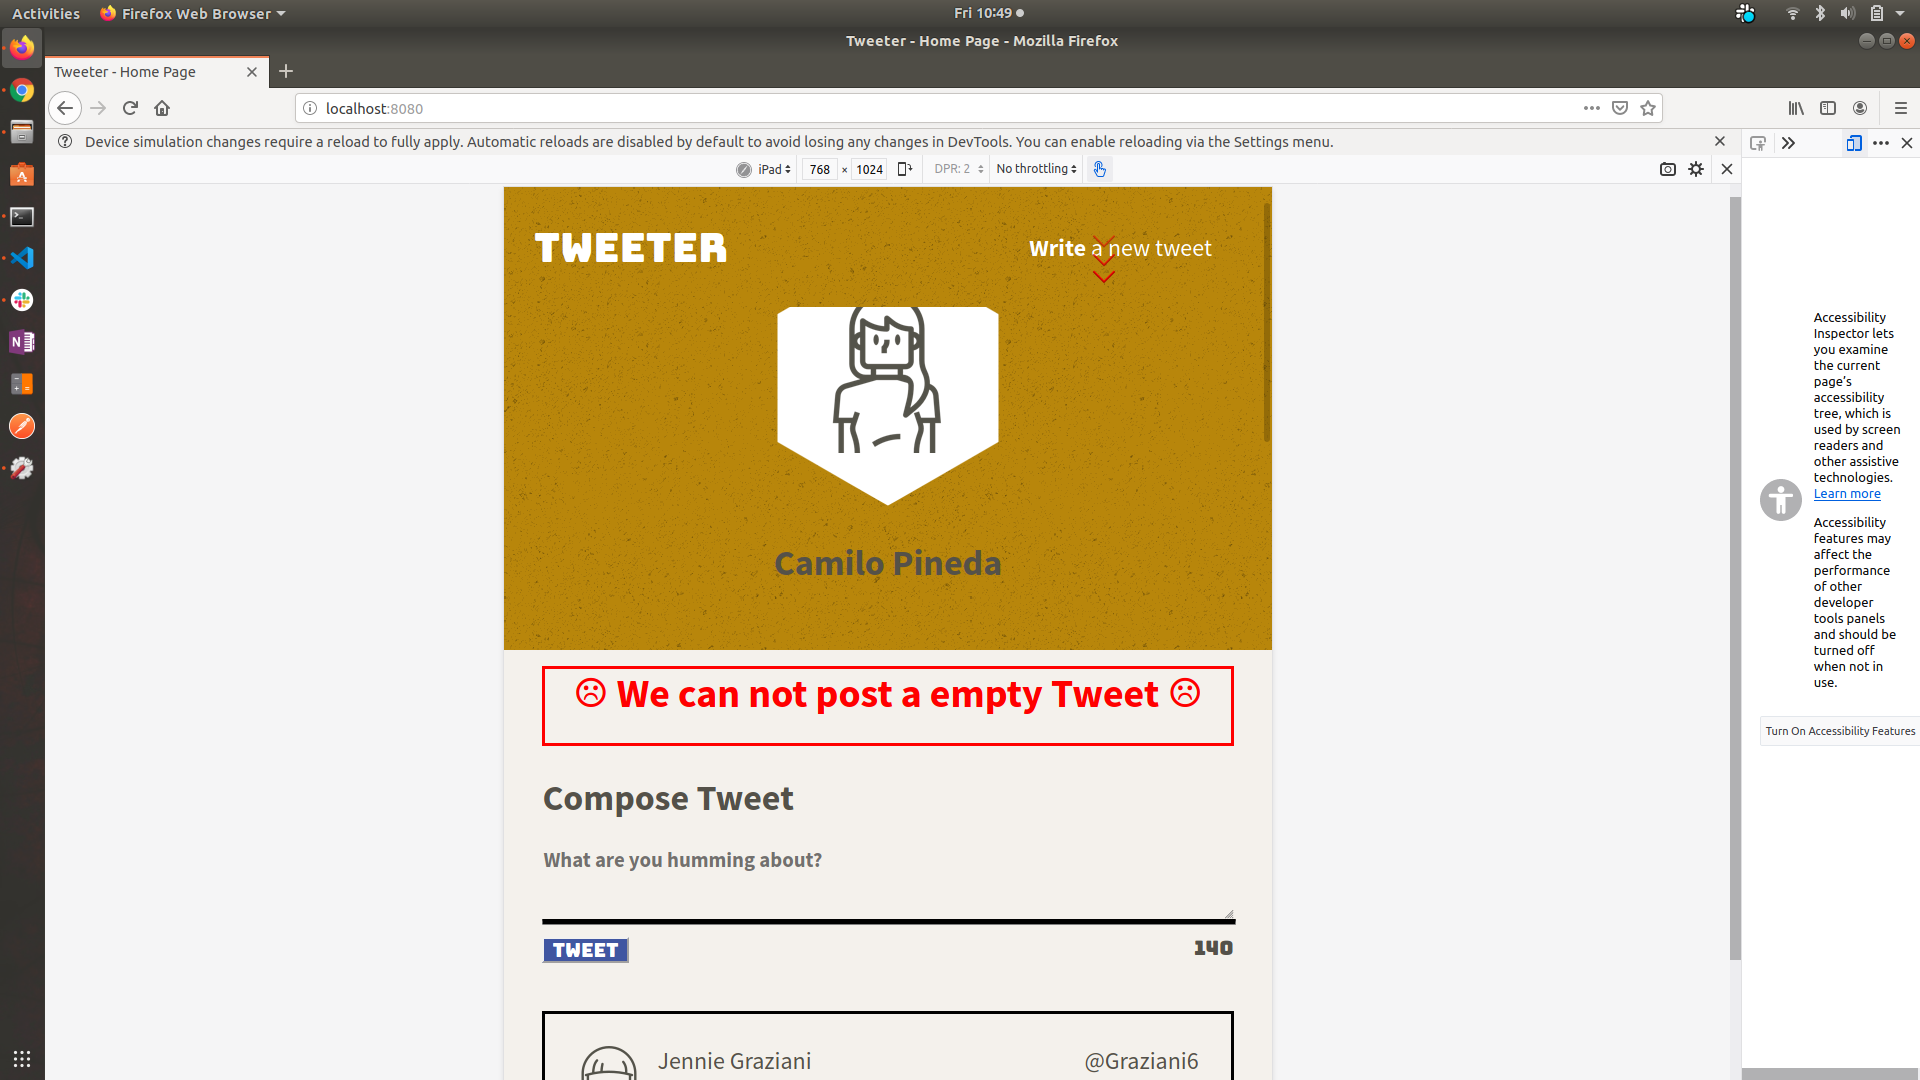 Activities
Firefox Web Browser
Fri 10:49
Tweeter - Home Page - Mozilla Firefox
Tweeter - Home Page
localhost:8080
Device simulation changes require a reload to fully apply. Automatic reloads are disabled by default to avoid losing any changes in DevTools. You can enable reloading via the Settings menu.
iPad
768 × 1024
DPR: 2
No throttling
TWEETER
Write a new tweet
Camilo Pineda
☹ We can not post a empty Tweet ☹
Compose Tweet
What are you humming about?
TWEET
140
Jennie Graziani
@Graziani6
Accessibility
Inspector lets
you examine
the current
page's
accessibility
tree, which is
used by screen
readers and
other assistive
technologies.
Learn more
Accessibility
features may
affect the
performance
of other
developer
tools panels
and should be
turned off
when not in
use.
Turn On Accessibility Features